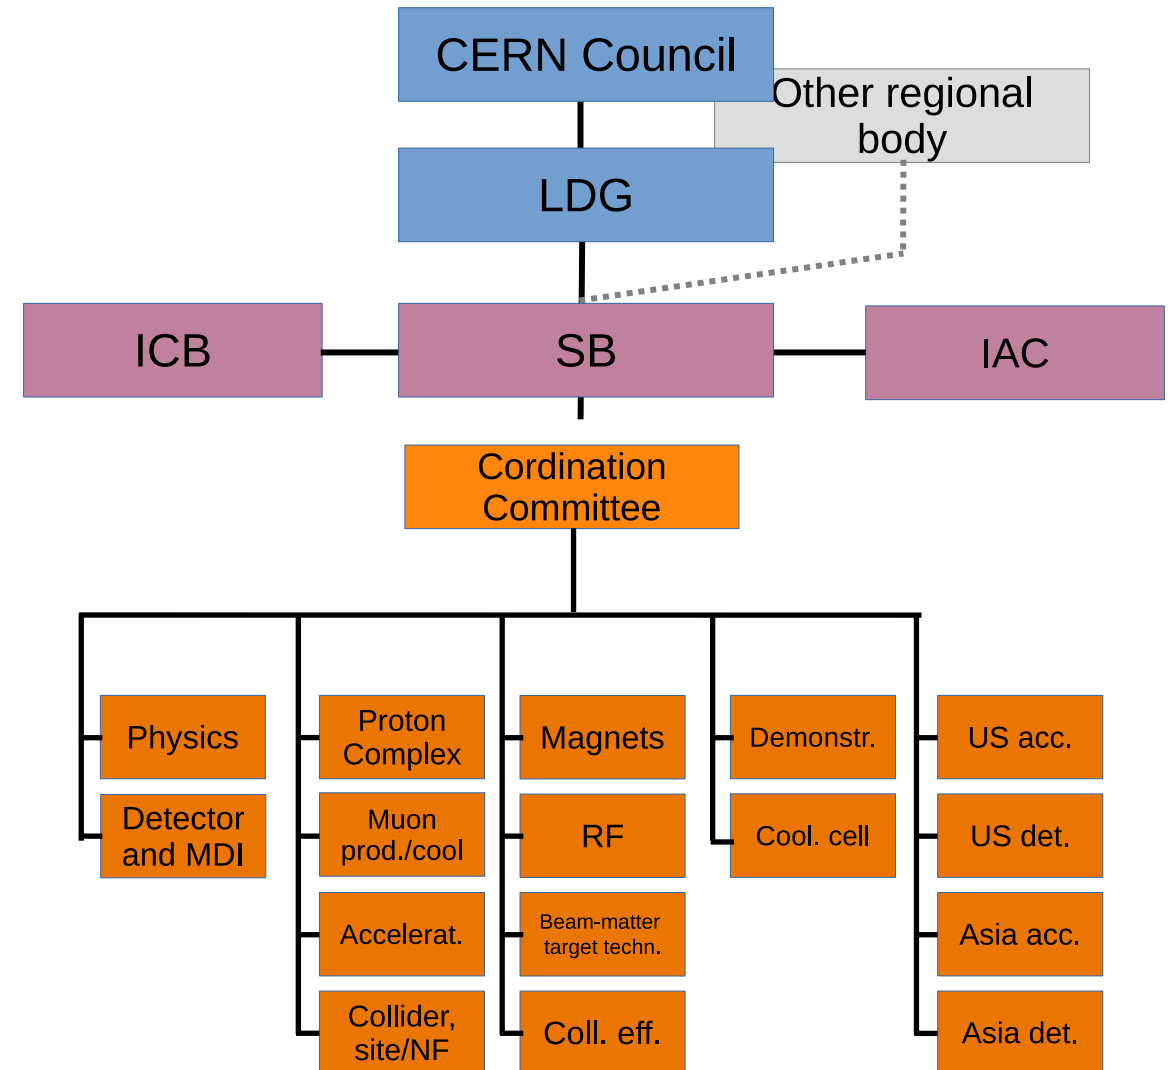 CERN Council
Other regional
body
LDG
ICB
SB
IAC
Cordination
Committee
Physics
Proton
Complex
Magnets
Demonstr.
US acc.
Detector
and MDI
Muon
prod./cool
RF
Cool. cell
US det.
Accelerat.
Beam-matter
target techn.
Asia acc.
Collider,
site/NF
Coll. eff.
Asia det.